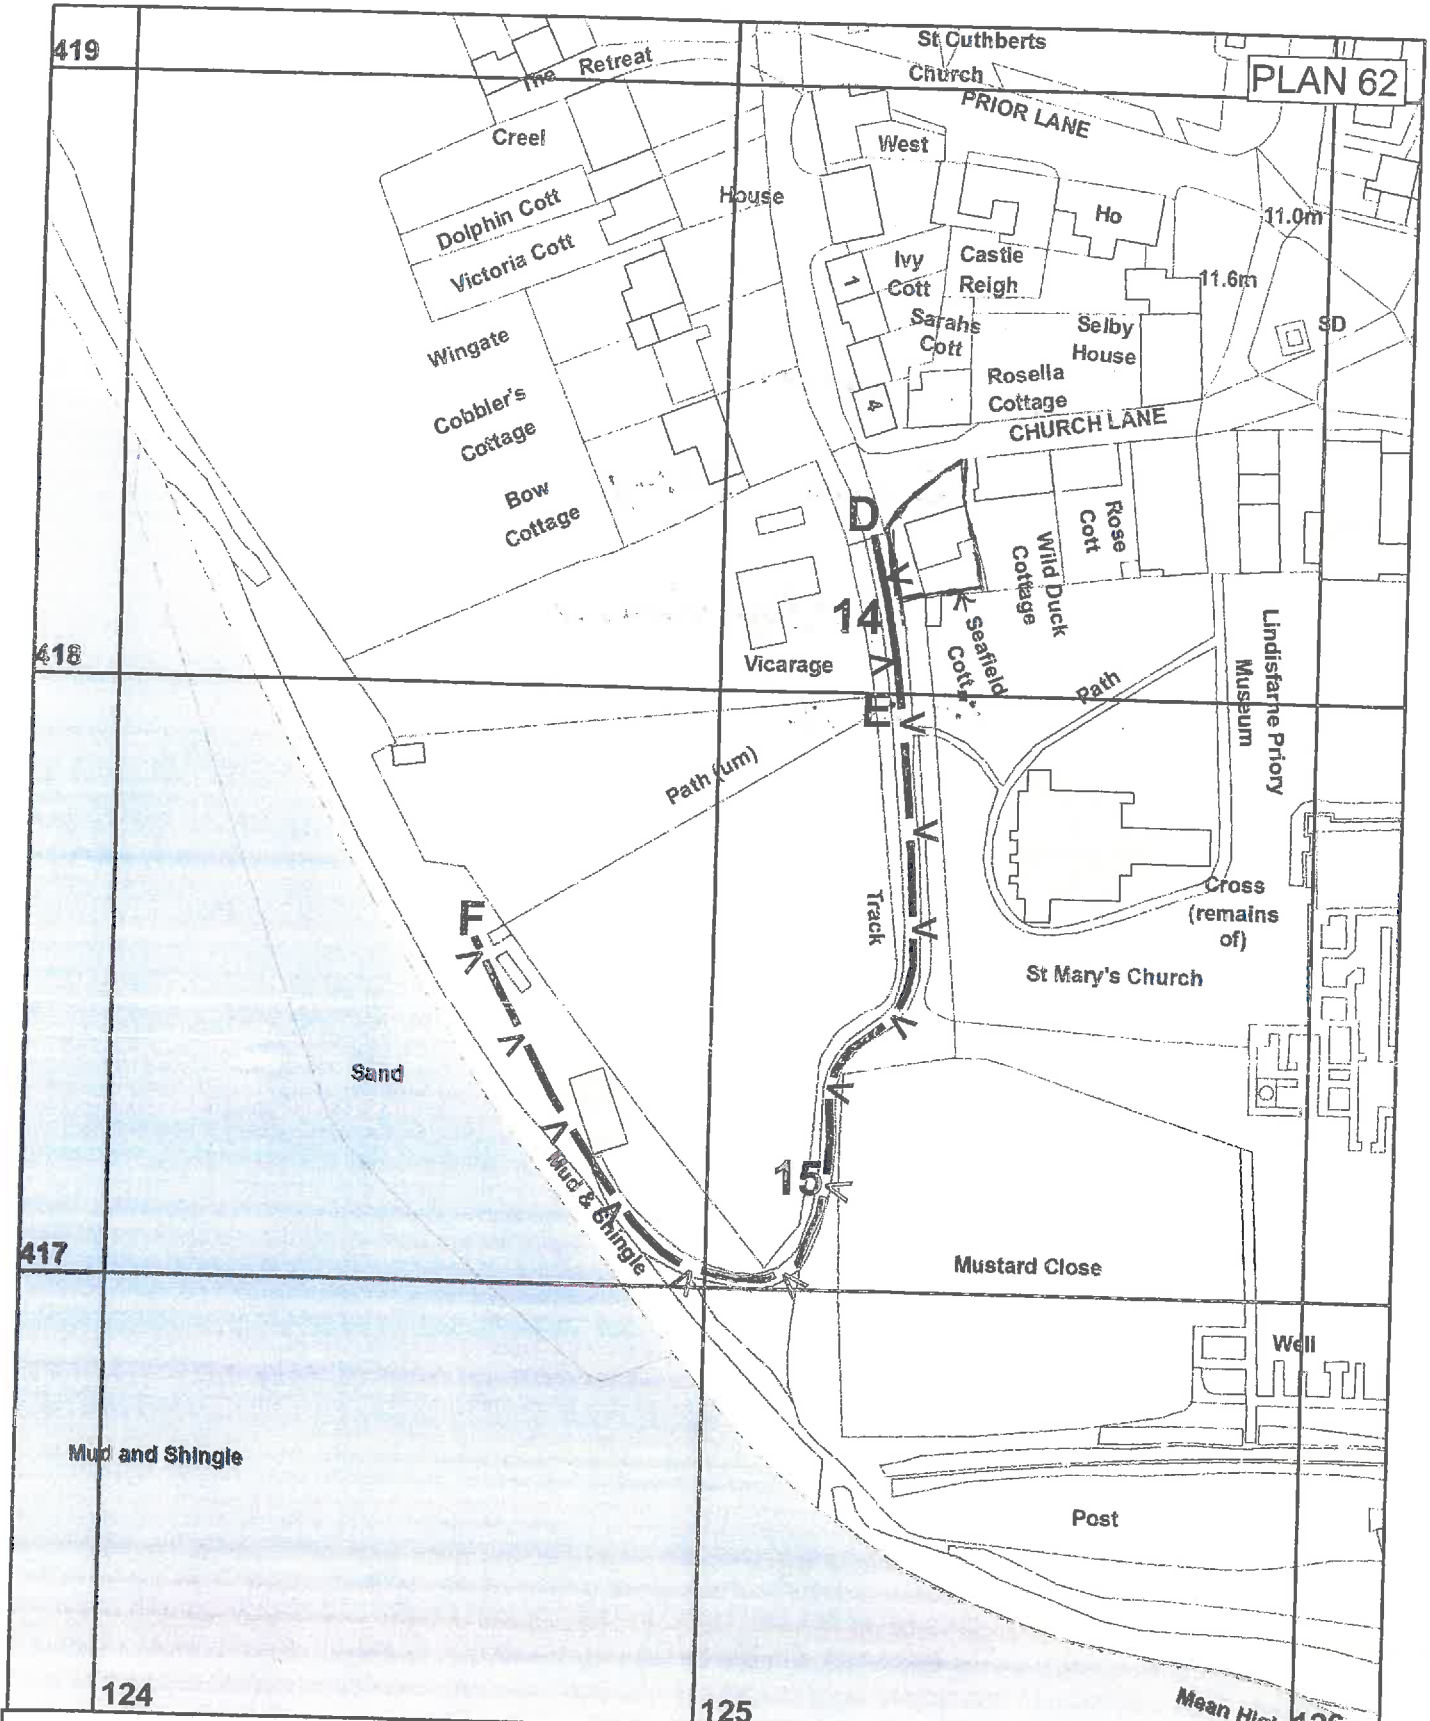 419
St Cuthberts
Church
PLAN 62
The Retreat
PRIOR LANE
Creel
West
House
Dolphin Cott
Ho
11.0m
Victoria Cott
Ivy
Cott
Castle
Reigh
1
11.6m
Sarahs
Cott
Selby
House
SD
Wingate
Rosella
Cottage
Cobbler's
Cottage
4
CHURCH LANE
Bow
Cottage
D
Rose
Cott
Wild Duck
Cottage
14
Seafield
Cott
Lindisfarne Priory
Museum
418
Vicarage
Path
E
Path (um)
Track
Cross
(remains
of)
F
St Mary's Church
Sand
15
Mud & Shingle
417
Mustard Close
Well
Mud and Shingle
Post
124
125
Mean